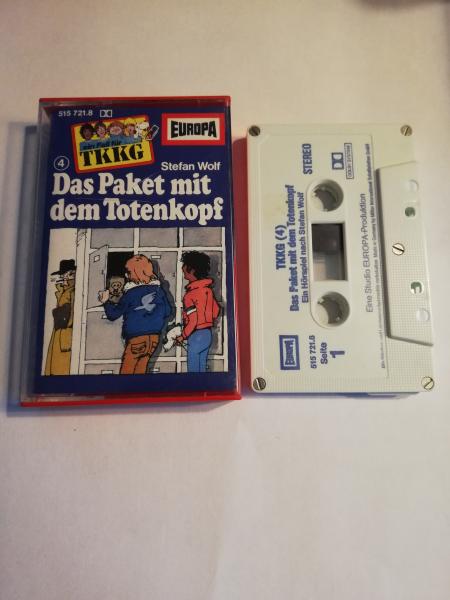 515 721.8
Ein Fall für
TKKG
EUROPA
4
Stefan Wolf
Das Paket mit
dem Totenkopf
TKKG (4)
STEREO
Das Paket mit dem Totenkopf
Ein Hörspiel nach Stefan Wolf
EUROPA
515 721.8
Seite
1
Eine Studio EUROPA-Produktion